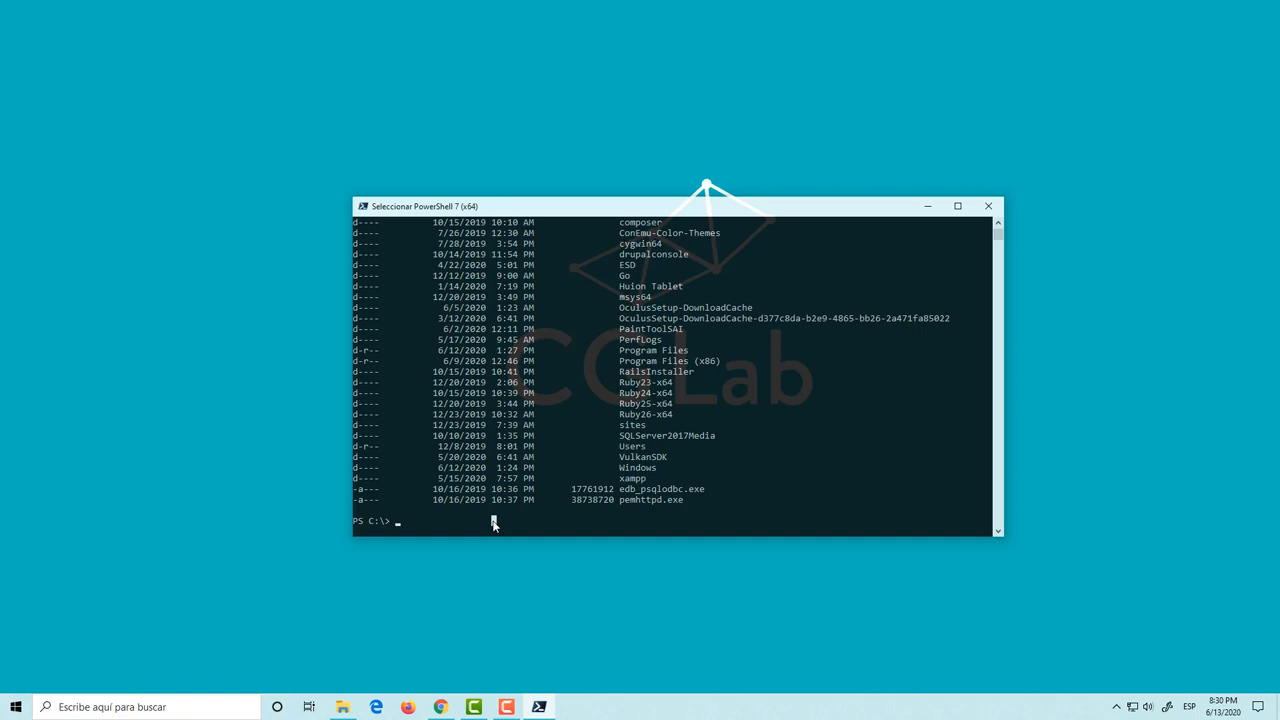 Seleccionar PowerShell 7 (x64)
d---- 10/15/2019 10:10 AM composer
d---- 7/26/2019 12:30 AM ConEmu-Color-Themes
d---- 7/28/2019 3:54 PM cygwin64
d---- 10/14/2019 11:54 PM drupalconsole
d---- 4/22/2020 5:01 PM ESD
d---- 12/12/2019 9:00 AM Go
d---- 1/14/2020 7:19 PM Huion Tablet
d---- 12/20/2019 3:49 PM msys64
d---- 6/5/2020 1:23 AM OculusSetup-DownloadCache
d---- 3/12/2020 6:41 PM OculusSetup-DownloadCache-d377c8da-b2e9-4865-bb26-2a471fa85022
d---- 6/2/2020 12:11 PM PaintToolSAI
d---- 5/17/2020 9:45 AM PerfLogs
d-r-- 6/12/2020 1:27 PM Program Files
d-r-- 6/9/2020 12:46 PM Program Files (x86)
d---- 10/15/2019 10:41 PM RailsInstaller
d---- 12/20/2019 2:06 PM Ruby23-x64
d---- 10/15/2019 10:39 PM Ruby24-x64
d---- 12/20/2019 3:44 PM Ruby25-x64
d---- 12/23/2019 10:32 AM Ruby26-x64
d---- 12/23/2019 7:39 AM sites
d---- 10/10/2019 1:35 PM SQLServer2017Media
d-r-- 12/8/2019 8:01 PM Users
d---- 5/20/2020 6:41 AM VulkanSDK
d---- 6/12/2020 1:24 PM Windows
d---- 5/15/2020 7:57 PM xampp
-a--- 10/16/2019 10:36 PM 17761912 edb_psqlodbc.exe
-a--- 10/16/2019 10:37 PM 38738720 pemhttpd.exe
PS C:\> _
CGLab
Escribe aquí para buscar
ESP
8:30 PM
6/13/2020